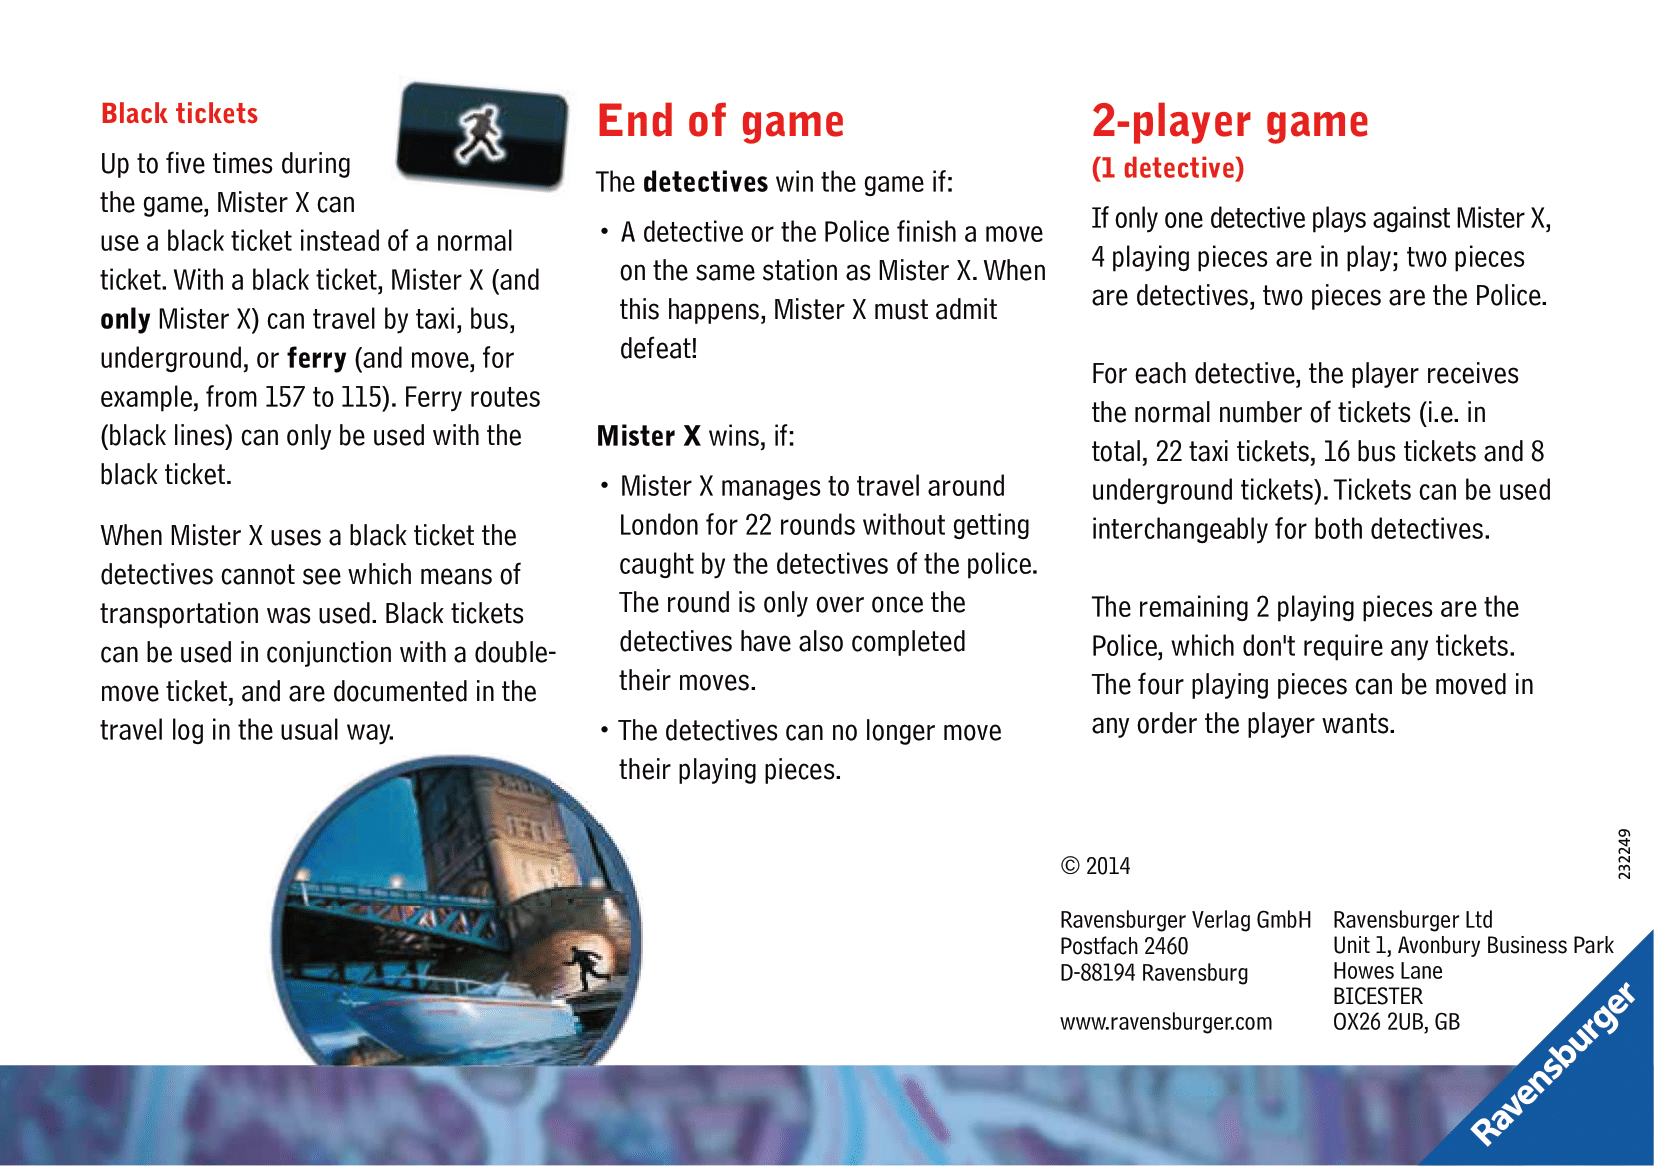 Black tickets
Up to five times during
the game, Mister X can
use a black ticket instead of a normal
ticket. With a black ticket, Mister X (and
only Mister X) can travel by taxi, bus,
underground, or ferry (and move, for
example, from 157 to 115). Ferry routes
(black lines) can only be used with the
black ticket.
When Mister X uses a black ticket the
detectives cannot see which means of
transportation was used. Black tickets
can be used in conjunction with a double-
move ticket, and are documented in the
travel log in the usual way.
End of game
The detectives win the game if:
• A detective or the Police finish a move
on the same station as Mister X. When
this happens, Mister X must admit
defeat!
Mister X wins, if:
• Mister X manages to travel around
London for 22 rounds without getting
caught by the detectives of the police.
The round is only over once the
detectives have also completed
their moves.
• The detectives can no longer move
their playing pieces.
2-player game
(1 detective)
If only one detective plays against Mister X,
4 playing pieces are in play; two pieces
are detectives, two pieces are the Police.
For each detective, the player receives
the normal number of tickets (i.e. in
total, 22 taxi tickets, 16 bus tickets and 8
underground tickets). Tickets can be used
interchangeably for both detectives.
The remaining 2 playing pieces are the
Police, which don't require any tickets.
The four playing pieces can be moved in
any order the player wants.
© 2014
Ravensburger Verlag GmbH
Postfach 2460
D-88194 Ravensburg
www.ravensburger.com
Ravensburger Ltd
Unit 1, Avonbury Business Park
Howes Lane
BICESTER
OX26 2UB, GB
232249
Ravensburger